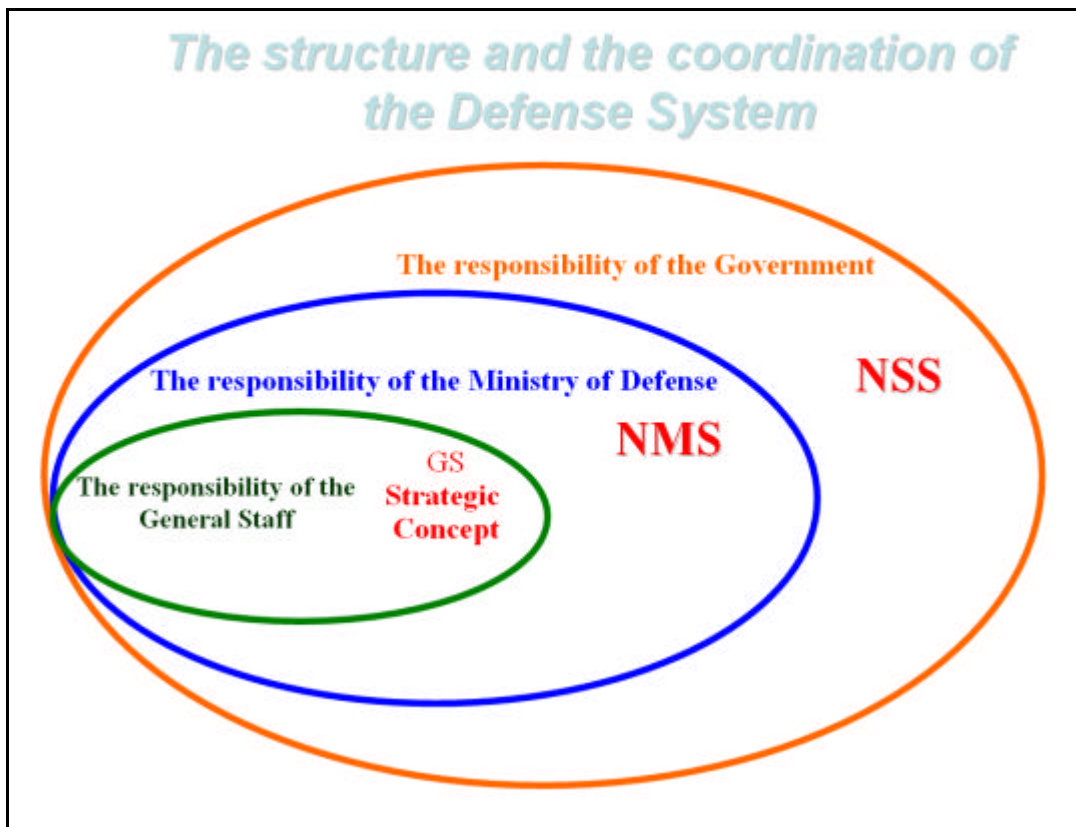 The structure and the coordination of
the Defense System
The responsibility of the Government
NSS
The responsibility of the Ministry of Defense
NMS
The responsibility of the
General Staff
GS
Strategic
Concept